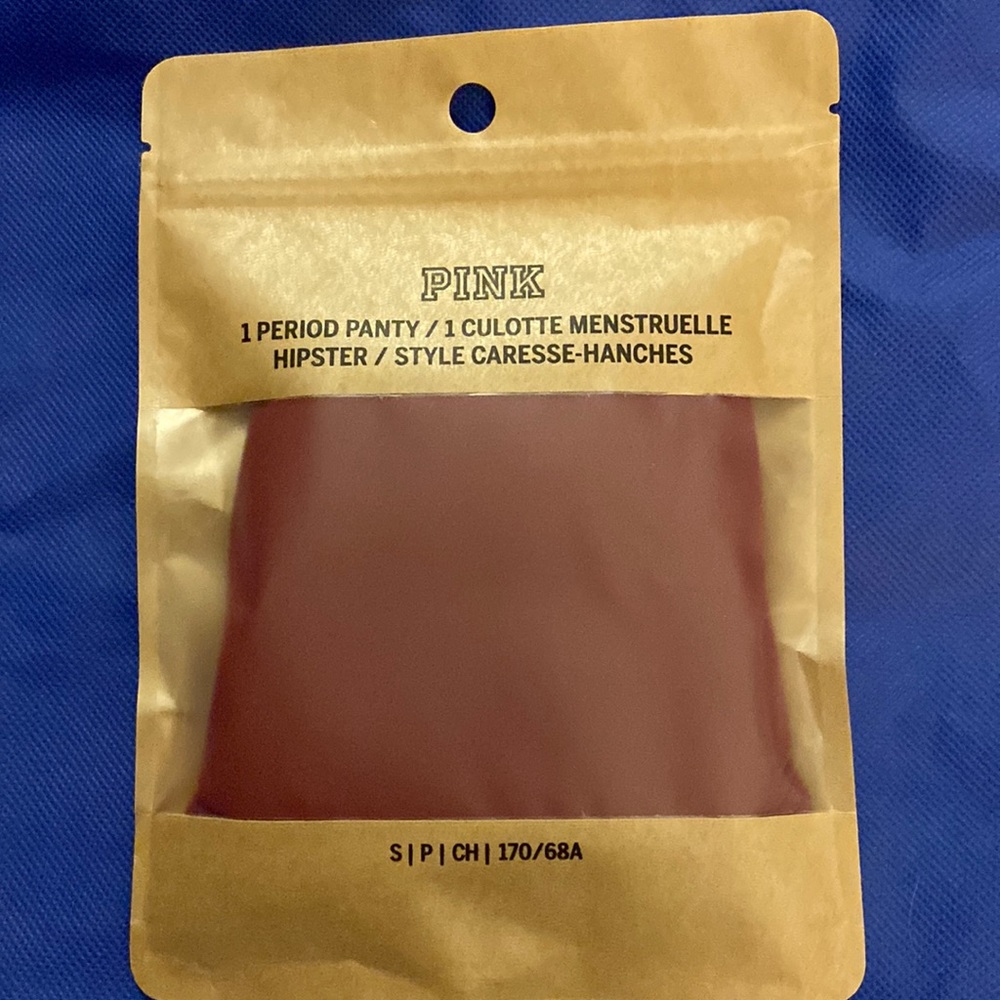 PINK
1 PERIOD PANTY / 1 CULOTTE MENSTRUELLE
HIPSTER / STYLE CARESSE-HANCHES
S | P | CH | 170/68A